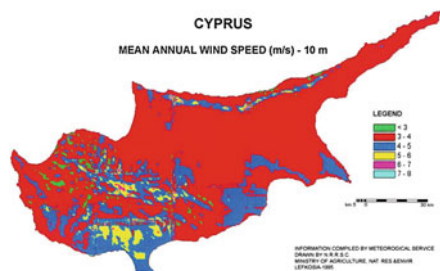 CYPRUS
MEAN ANNUAL WIND SPEED (m/s) - 10 m
LEGEND
< 3
3 - 4
4 - 5
5 - 6
6 - 7
7 - 8
INFORMATION COMPILED BY METEOROLOGICAL SERVICE
DRAWN BY N.R.R.S.C.
MINISTRY OF AGRICULTURE, NAT. RES.&ENVIR.
LEFKOSIA-1995